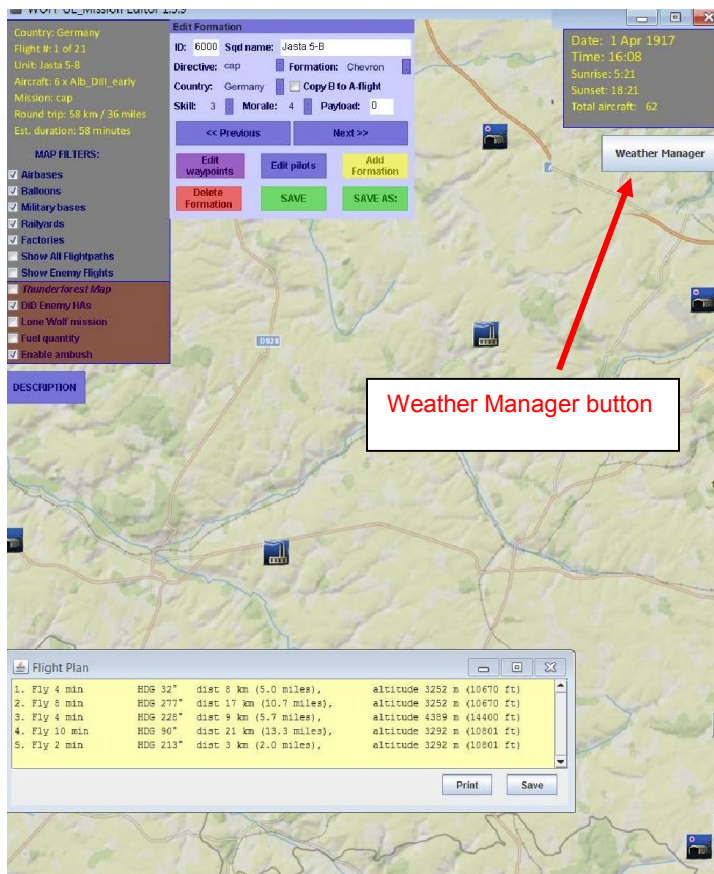 WOFF UE_Mission Editor 1.5.9
Country: Germany
Flight #: 1 of 21
Unit: Jasta 5-B
Aircraft: 6 x Alb_DIII_early
Mission: cap
Round trip: 58 km / 36 miles
Est. duration: 58 minutes
MAP FILTERS:
Airbases
Balloons
Military bases
Railyards
Factories
Show All Flightpaths
Show Enemy Flights
Thunderforest Map
DiD Enemy HAs
Lone Wolf mission
Fuel quantity
Enable ambush
DESCRIPTION
Edit Formation
ID: 6000 Sqd name: Jasta 5-B
Directive: cap Formation: Chevron
Country: Germany Copy B to A-flight
Skill: 3 Morale: 4 Payload: 0
<< Previous Next >>
Edit waypoints
Edit pilots
Add Formation
Delete Formation
SAVE
SAVE AS:
Date: 1 Apr 1917
Time: 16:08
Sunrise: 5:21
Sunset: 18:21
Total aircraft: 62
Weather Manager
D929
Weather Manager button
Flight Plan
1. Fly 4 min HDG 32° dist 8 km (5.0 miles), altitude 3252 m (10670 ft)
2. Fly 8 min HDG 277° dist 17 km (10.7 miles), altitude 3252 m (10670 ft)
3. Fly 4 min HDG 228° dist 9 km (5.7 miles), altitude 4389 m (14400 ft)
4. Fly 10 min HDG 90° dist 21 km (13.3 miles), altitude 3292 m (10801 ft)
5. Fly 2 min HDG 213° dist 3 km (2.0 miles), altitude 3292 m (10801 ft)
Print Save